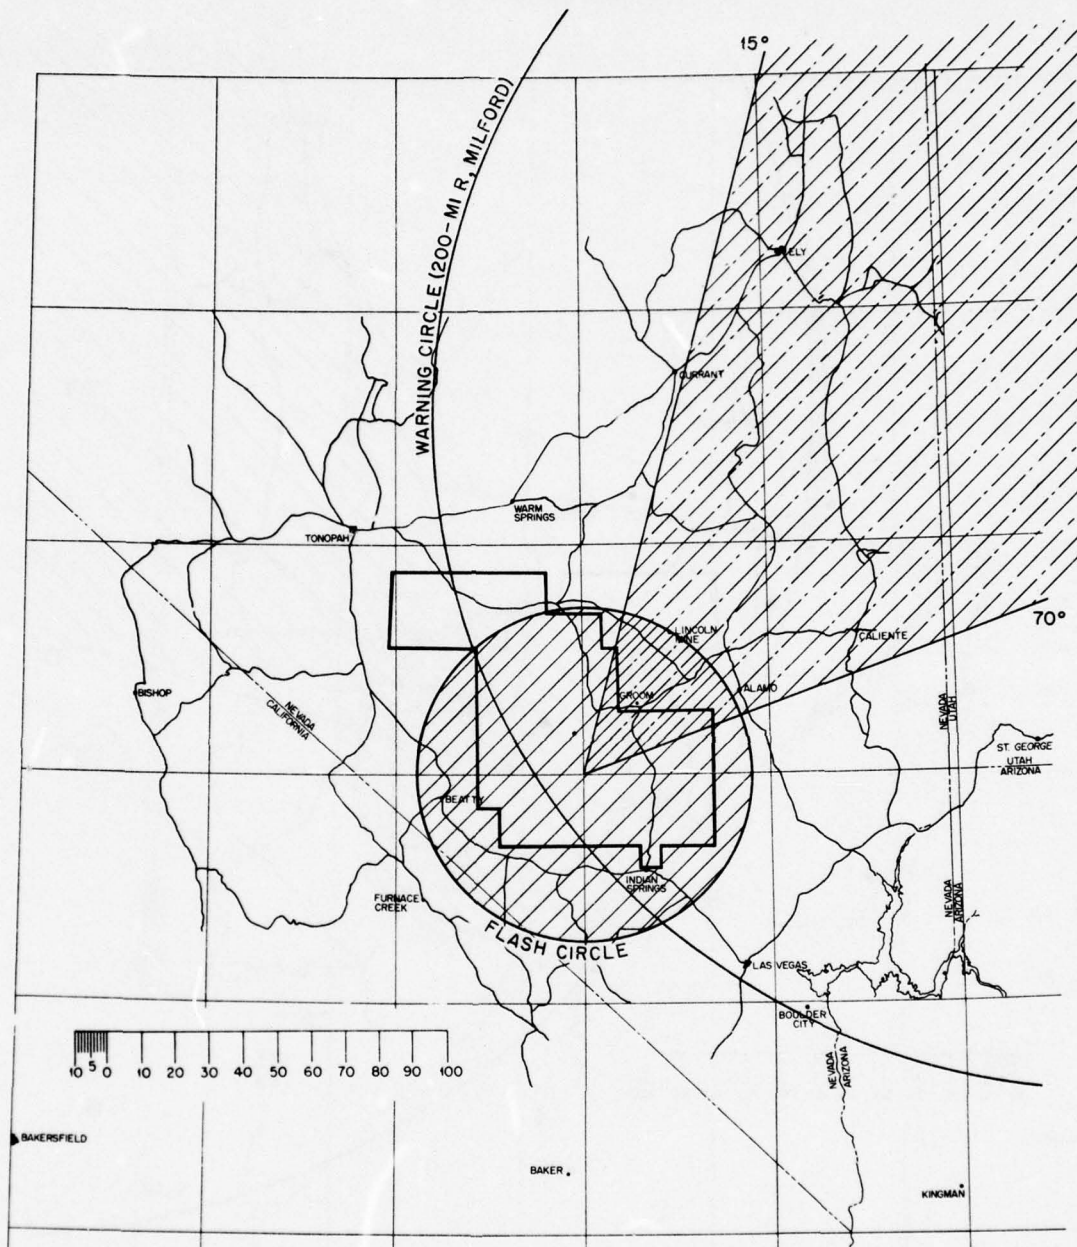 15°
WARNING CIRCLE (200-MI R, MILFORD)
ELY
CURRANT
WARM
SPRINGS
TONOPAH
70°
LINCOLN
MINE
CALIENTE
BISHOP
GROOM
ALAMO
NEVADA
CALIFORNIA
NEVADA
UTAH
ST. GEORGE
UTAH
ARIZONA
BEATTY
INDIAN
SPRINGS
FURNACE
CREEK
NEVADA
ARIZONA
FLASH CIRCLE
LAS VEGAS
BOULDER
CITY
NEVADA
ARIZONA
10 5 0 10 20 30 40 50 60 70 80 90 100
BAKERSFIELD
BAKER
KINGMAN